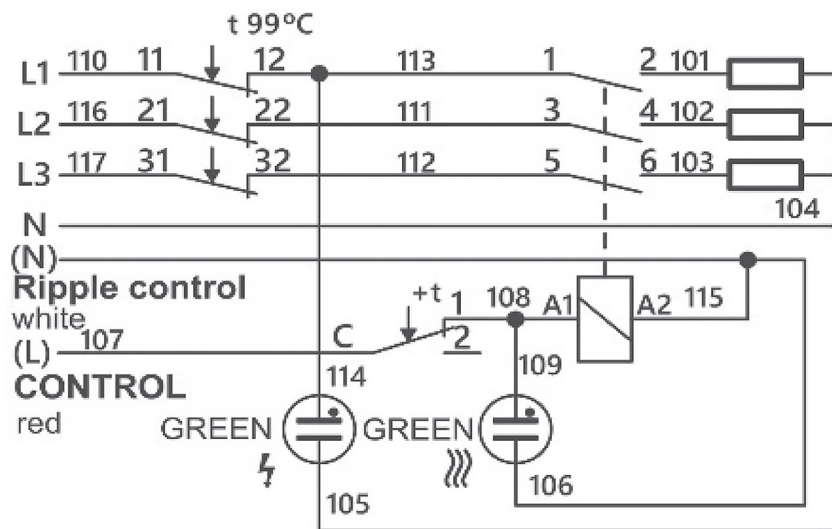 t 99°C
L1 110 11 12 113 1 2 101
L2 116 21 22 111 3 4 102
L3 117 31 32 112 5 6 103
N 104
(N)
Ripple control
white
+t 1 108 A1 A2 115
(L) 107 C 2
CONTROL
red
114 109
GREEN GREEN
105 106